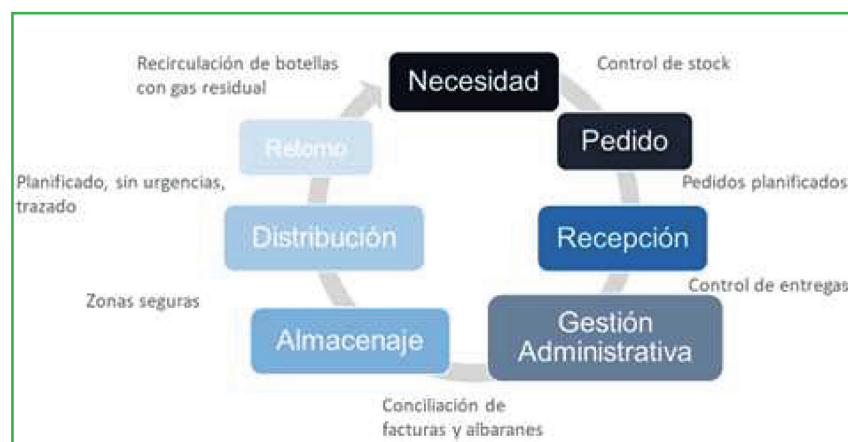 Recirculación de botellas
con gas residual
Necesidad
Control de stock
Pedido
Pedidos planificados
Recepción
Control de entregas
Gestión
Administrativa
Conciliación de
facturas y albaranes
Almacenaje
Zonas seguras
Distribución
Planificado, sin urgencias,
trazado
Retorno